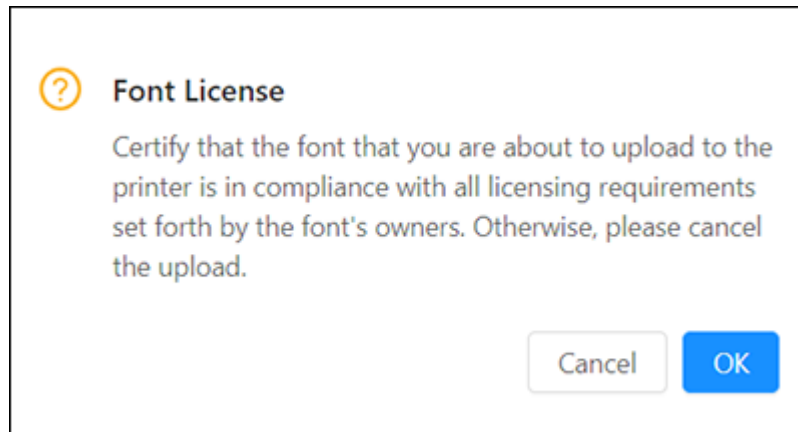 Font License
Certify that the font that you are about to upload to the
printer is in compliance with all licensing requirements
set forth by the font's owners. Otherwise, please cancel
the upload.
Cancel OK